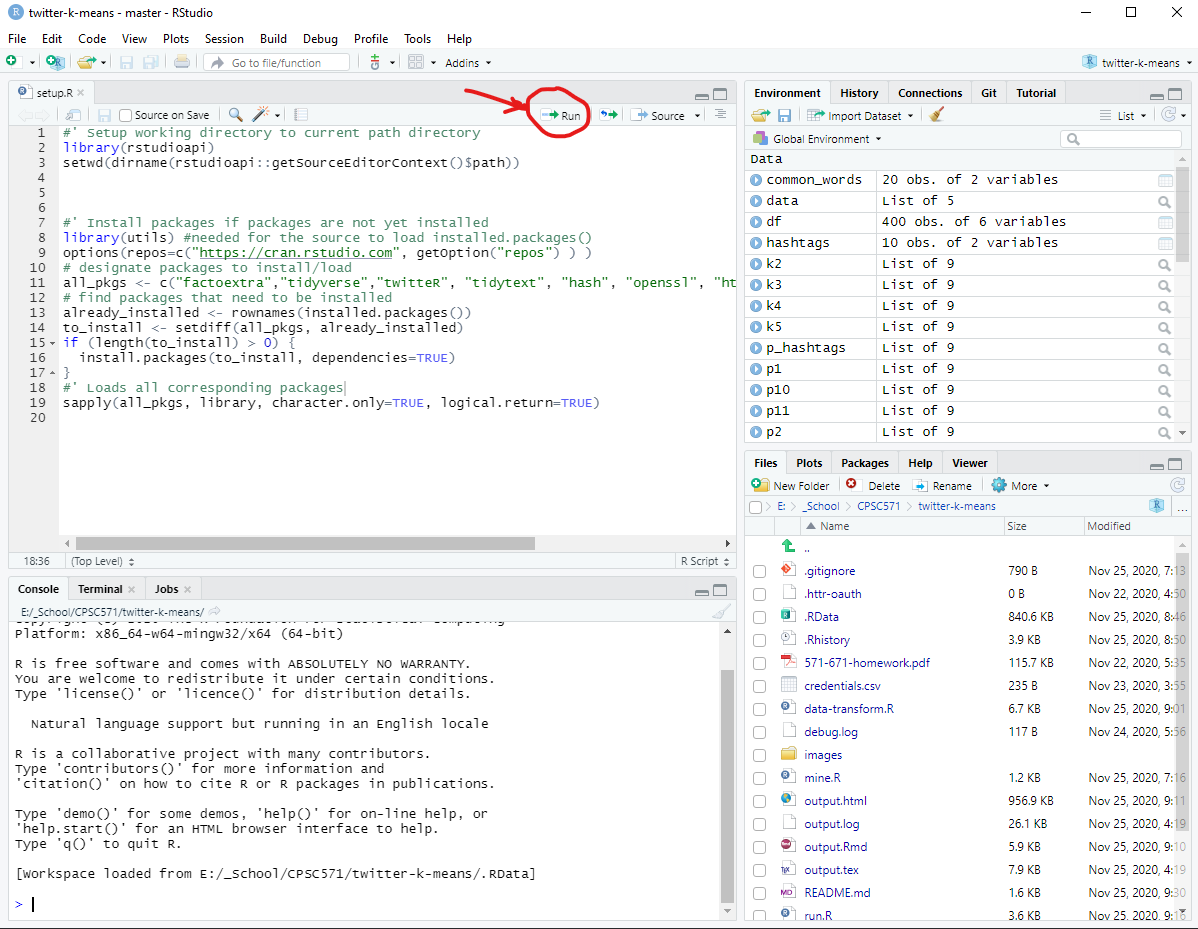 twitter-k-means - master - RStudio
File Edit Code View Plots Session Build Debug Profile Tools Help
Go to file/function Addins twitter-k-means
setup.R
Source on Save Run Source
1 #' Setup working directory to current path directory
2 library(rstudioapi)
3 setwd(dirname(rstudioapi::getSourceEditorContext()$path))
4
5
6
7 #' Install packages if packages are not yet installed
8 library(utils) #needed for the source to load installed.packages()
9 options(repos=c("https://cran.rstudio.com", getOption("repos") ) )
10 # designate packages to install/load
11 all_pkgs <- c("factoextra","tidyverse","twitteR", "tidytext", "hash", "openssl", "ht
12 # find packages that need to be installed
13 already_installed <- rownames(installed.packages())
14 to_install <- setdiff(all_pkgs, already_installed)
15 if (length(to_install) > 0) {
16 install.packages(to_install, dependencies=TRUE)
17 }
18 #' Loads all corresponding packages
19 sapply(all_pkgs, library, character.only=TRUE, logical.return=TRUE)
20
18:36 (Top Level) R Script
Console Terminal Jobs
E:/_School/CPSC571/twitter-k-means/
Platform: x86_64-w64-mingw32/x64 (64-bit)
R is free software and comes with ABSOLUTELY NO WARRANTY.
You are welcome to redistribute it under certain conditions.
Type 'license()' or 'licence()' for distribution details.
Natural language support but running in an English locale
R is a collaborative project with many contributors.
Type 'contributors()' for more information and
'citation()' on how to cite R or R packages in publications.
Type 'demo()' for some demos, 'help()' for on-line help, or
'help.start()' for an HTML browser interface to help.
Type 'q()' to quit R.
[Workspace loaded from E:/_School/CPSC571/twitter-k-means/.RData]
>
Environment History Connections Git Tutorial
Import Dataset List
Global Environment
Data
common_words 20 obs. of 2 variables
data List of 5
df 400 obs. of 6 variables
hashtags 10 obs. of 2 variables
k2 List of 9
k3 List of 9
k4 List of 9
k5 List of 9
p_hashtags List of 9
p1 List of 9
p10 List of 9
p11 List of 9
p2 List of 9
Files Plots Packages Help Viewer
New Folder Delete Rename More
E: _School CPSC571 twitter-k-means ...
Name Size Modified
..
.gitignore 790 B Nov 25, 2020, 7:13
.httr-oauth 0 B Nov 22, 2020, 4:50
.RData 840.6 KB Nov 25, 2020, 8:46
.Rhistory 3.9 KB Nov 25, 2020, 8:50
571-671-homework.pdf 115.7 KB Nov 22, 2020, 5:35
credentials.csv 235 B Nov 23, 2020, 3:55
data-transform.R 6.7 KB Nov 25, 2020, 9:01
debug.log 117 B Nov 24, 2020, 5:56
images
mine.R 1.2 KB Nov 25, 2020, 7:16
output.html 956.9 KB Nov 25, 2020, 9:11
output.log 26.1 KB Nov 25, 2020, 4:19
output.Rmd 5.9 KB Nov 25, 2020, 9:10
output.tex 7.9 KB Nov 25, 2020, 4:19
README.md 1.6 KB Nov 25, 2020, 9:30
run.R 3.6 KB Nov 25, 2020, 9:16